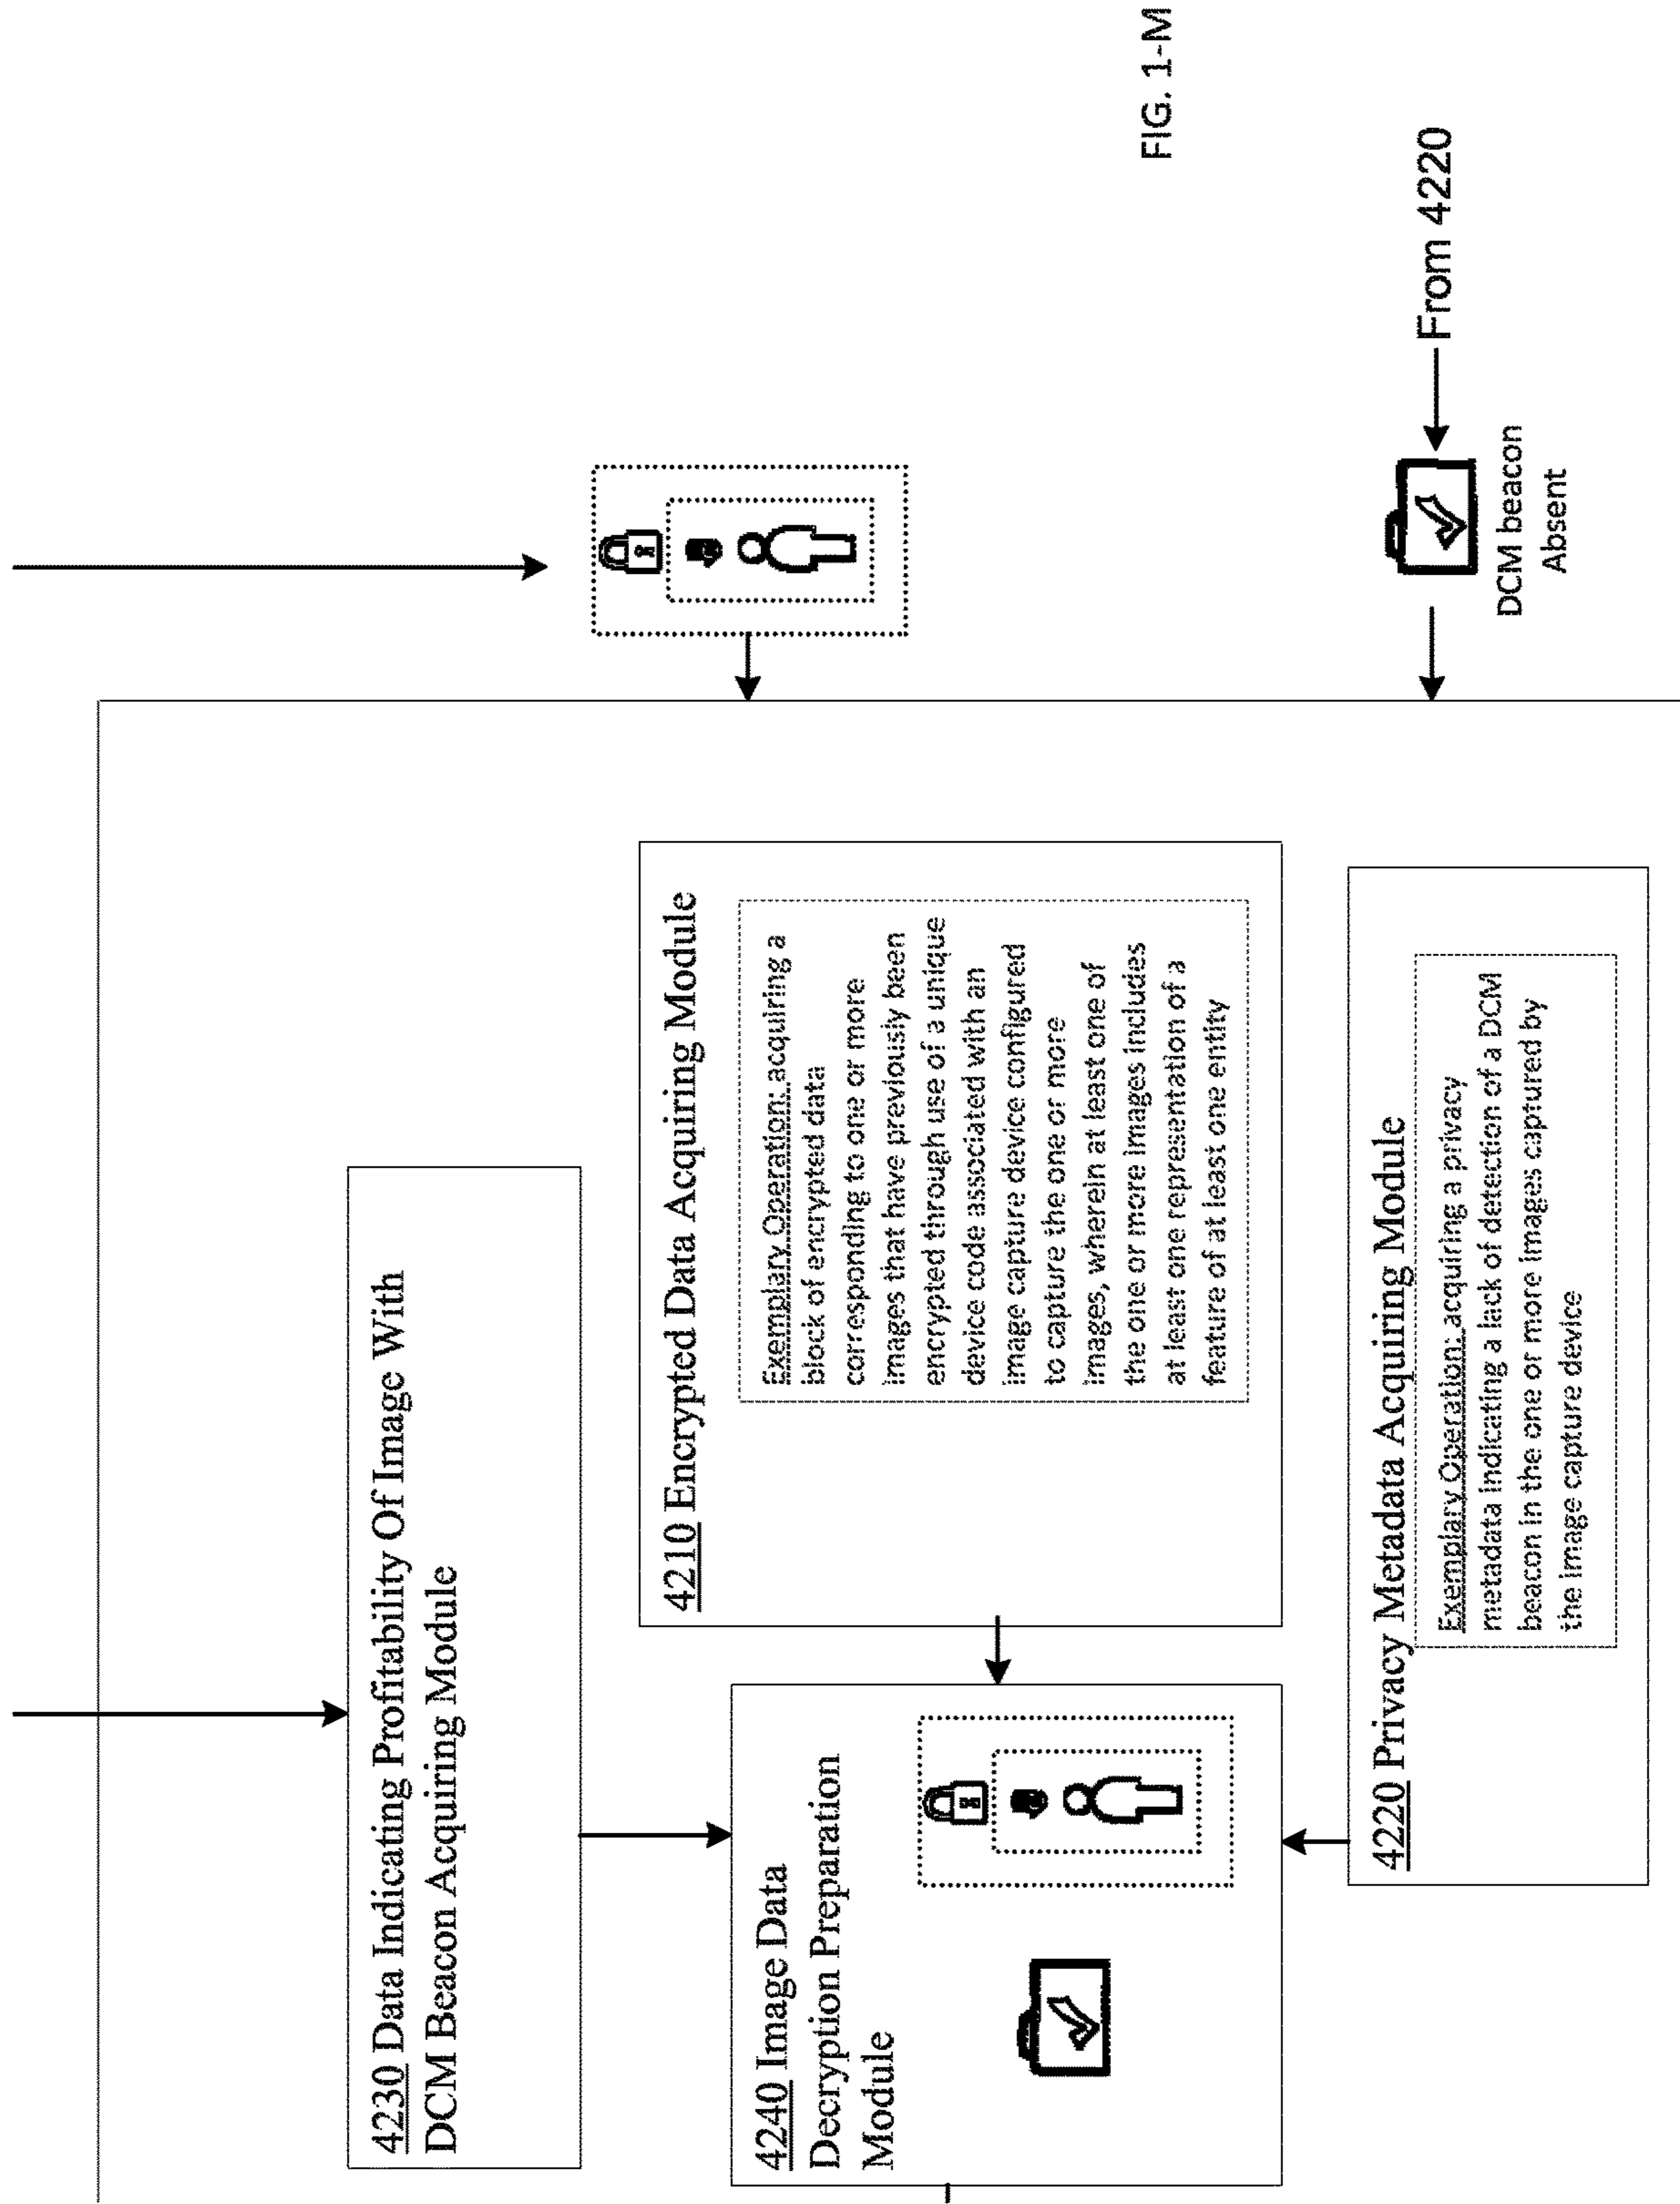 4230 Data Indicating Profitability Of Image With
DCM Beacon Acquiring Module
4240 Image Data
Decryption Preparation
Module
4210 Encrypted Data Acquiring Module
Exemplary Operation: acquiring a
block of encrypted data
corresponding to one or more
images that have previously been
encrypted through use of a unique
device code associated with an
image capture device configured
to capture the one or more
images, wherein at least one of
the one or more images includes
at least one representation of a
feature of at least one entity
4220 Privacy Metadata Acquiring Module
Exemplary Operation: acquiring a privacy
metadata indicating a lack of detection of a DCM
beacon in the one or more images captured by
the image capture device
DCM beacon
Absent
From 4220
FIG. 1-M